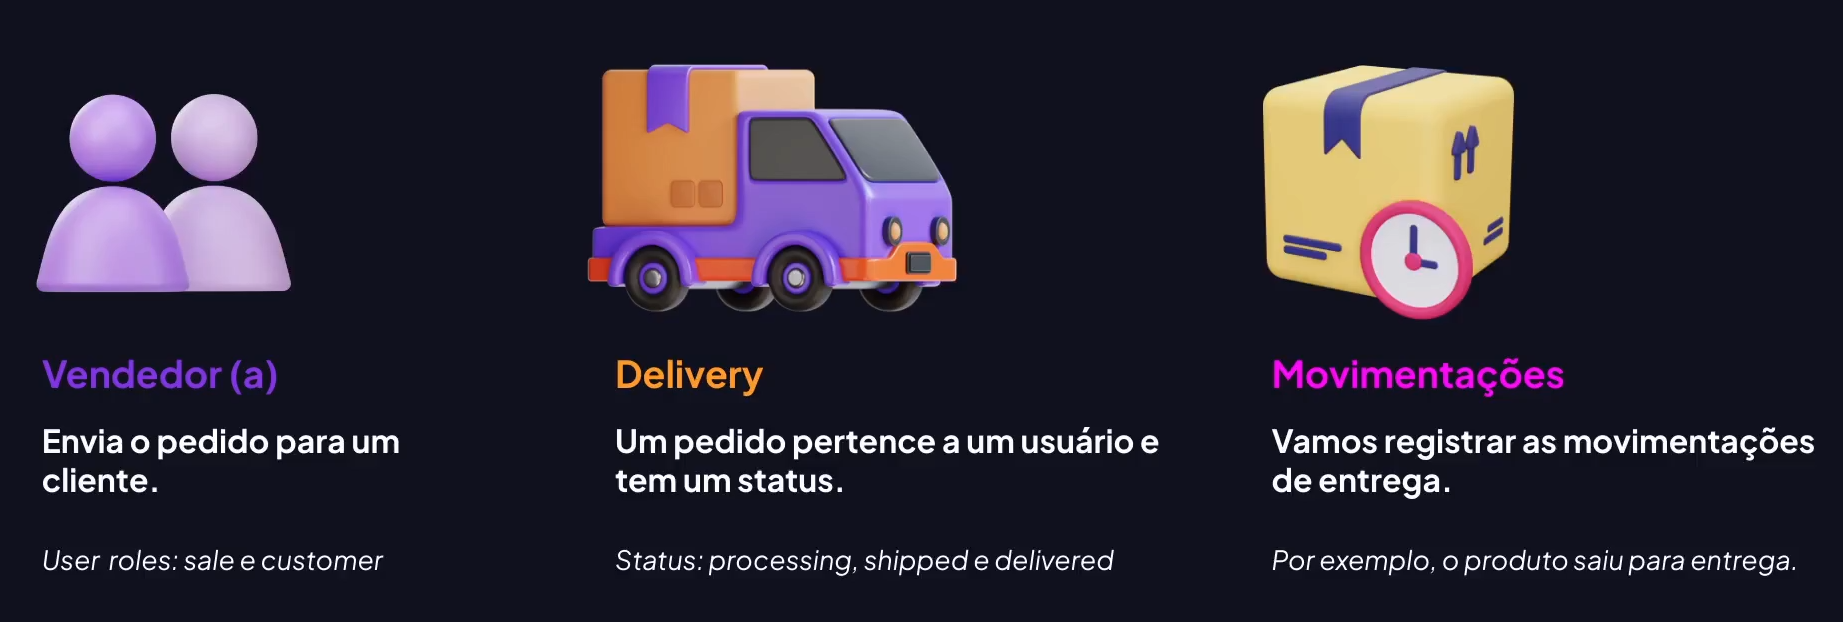 Vendedor (a)
Envia o pedido para um
cliente.
User roles: sale e customer
Delivery
Um pedido pertence a um usuário e
tem um status.
Status: processing, shipped e delivered
Movimentações
Vamos registrar as movimentações
de entrega.
Por exemplo, o produto saiu para entrega.